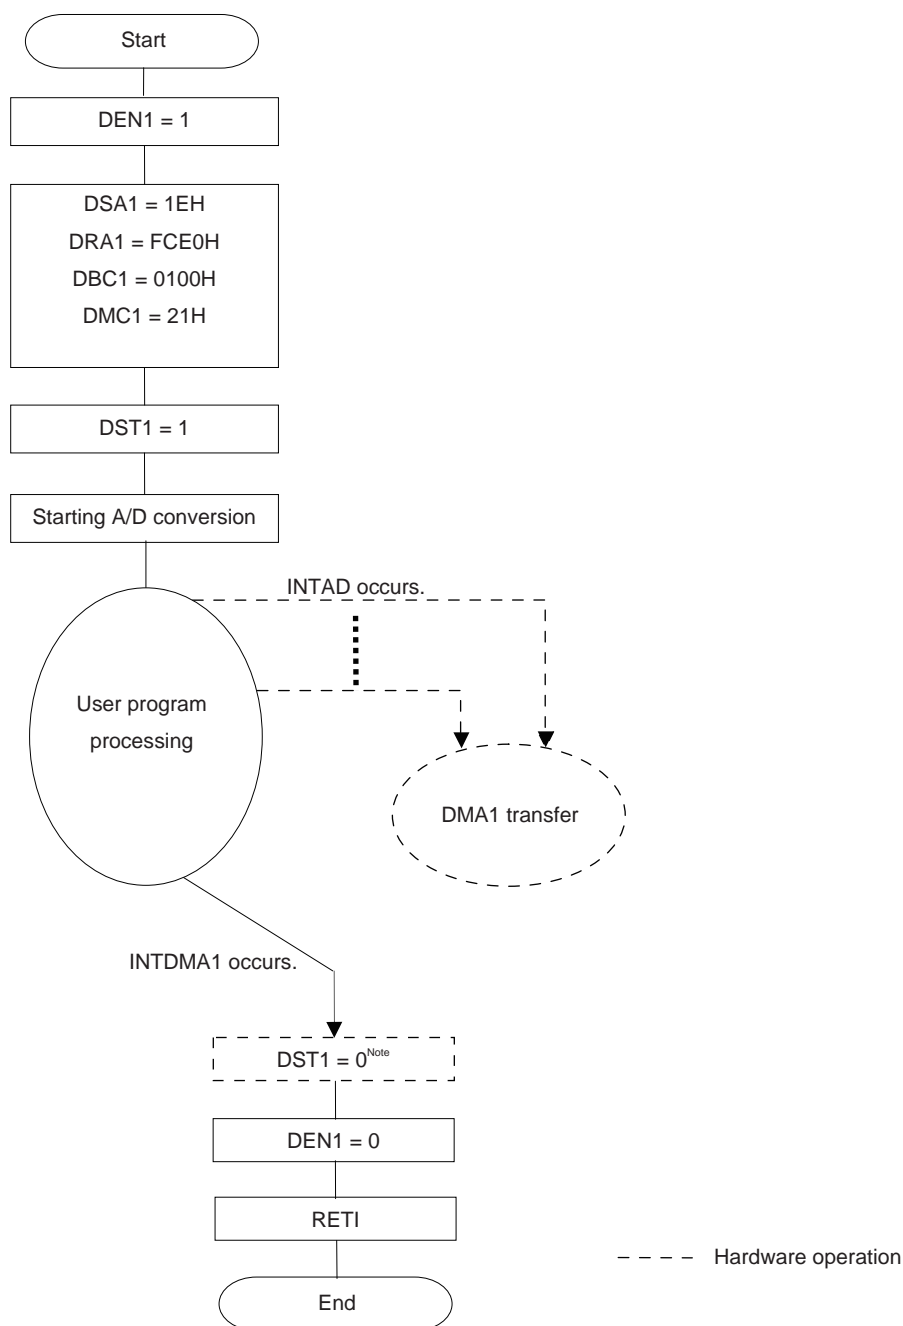 Start
DEN1 = 1
DSA1 = 1EH
DRA1 = FCE0H
DBC1 = 0100H
DMC1 = 21H
DST1 = 1
Starting A/D conversion
INTAD occurs.
User program
processing
DMA1 transfer
INTDMA1 occurs.
DST1 = 0Note
DEN1 = 0
RETI
Hardware operation
End